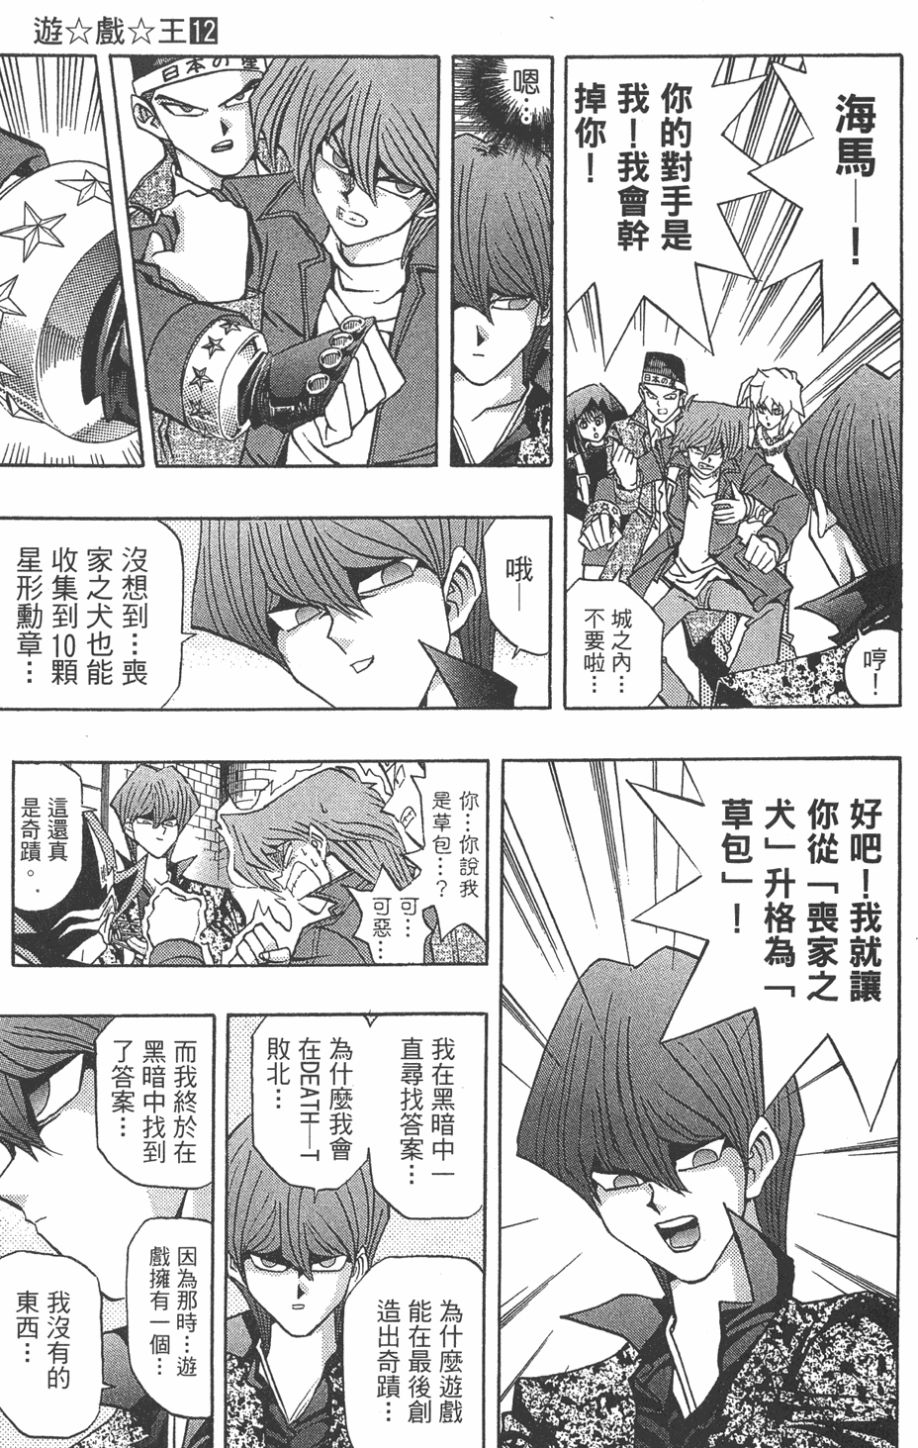 遊☆戲☆王12
海馬——！
你的對手是
我！我會幹
掉你！
日本の
城之內…
不要啦…
哼！
嗯…
日本の星
哦—
沒想到…喪
家之犬也能
收集到10顆
星形勳章…
好吧！我就讓
你從「喪家之
犬」升格為「
草包」！
你…你說我
是草包…？
可…
可惡…
這還真
是奇蹟。.
我在黑暗中一
直尋找答案…
為什麼我會
在DEATH—T
敗北…
為什麼遊戲
能在最後創
造出奇蹟…
而我終於在
黑暗中找到
了答案…
因為那時…遊
戲擁有一個…
我沒有的
東西…